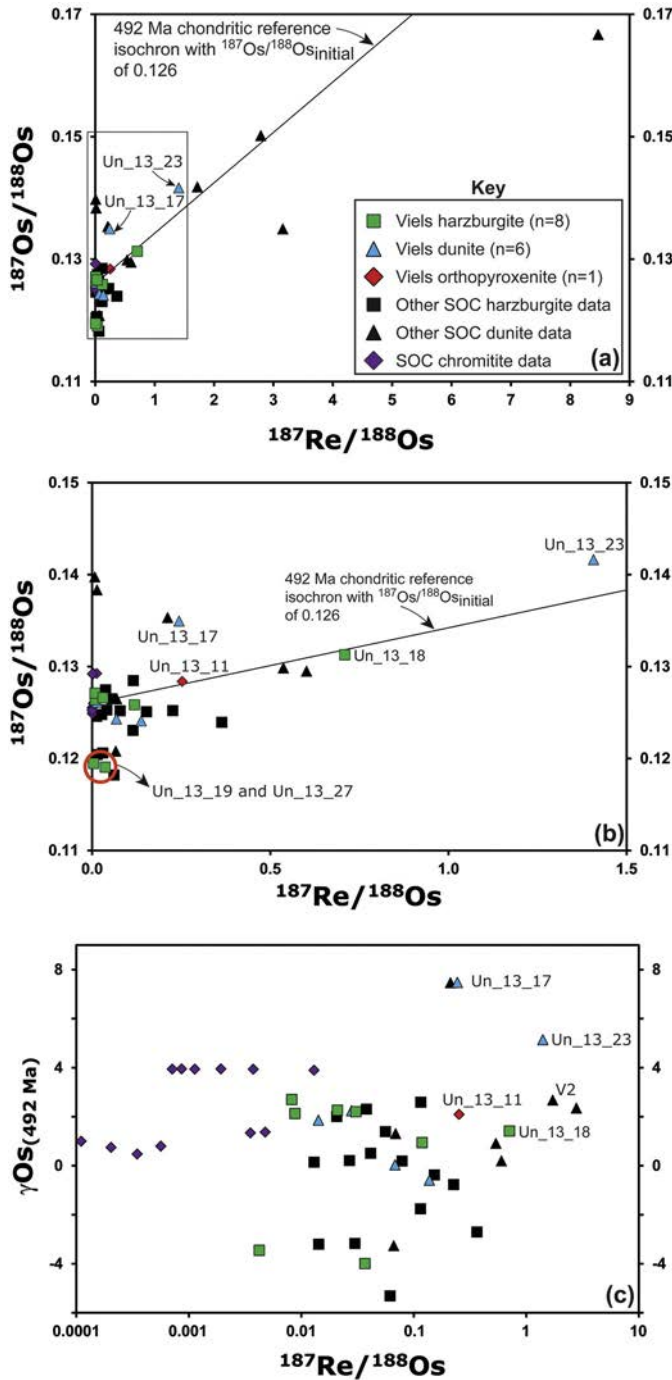 0.17
0.15
0.13
0.11
0.17
0.15
0.13
0.11
187Os/188Os
492 Ma chondritic reference
isochron with 187Os/188Osinitial
of 0.126
Un_13_23
Un_13_17
Key
Viels harzburgite (n=8)
Viels dunite (n=6)
Viels orthopyroxenite (n=1)
Other SOC harzburgite data
Other SOC dunite data
SOC chromitite data
(a)
0 1 2 3 4 5 6 7 8 9
187Re/188Os
0.15
0.14
0.13
0.12
0.11
0.15
0.14
0.13
0.12
0.11
187Os/188Os
Un_13_23
492 Ma chondritic reference
isochron with 187Os/188Osinitial
of 0.126
Un_13_17
Un_13_11
Un_13_18
Un_13_19 and Un_13_27
(b)
0.0 0.5 1.0 1.5
187Re/188Os
8
4
0
-4
8
4
0
-4
γOs(492 Ma)
Un_13_17
Un_13_23
V2
Un_13_11
Un_13_18
(c)
0.0001 0.001 0.01 0.1 1 10
187Re/188Os